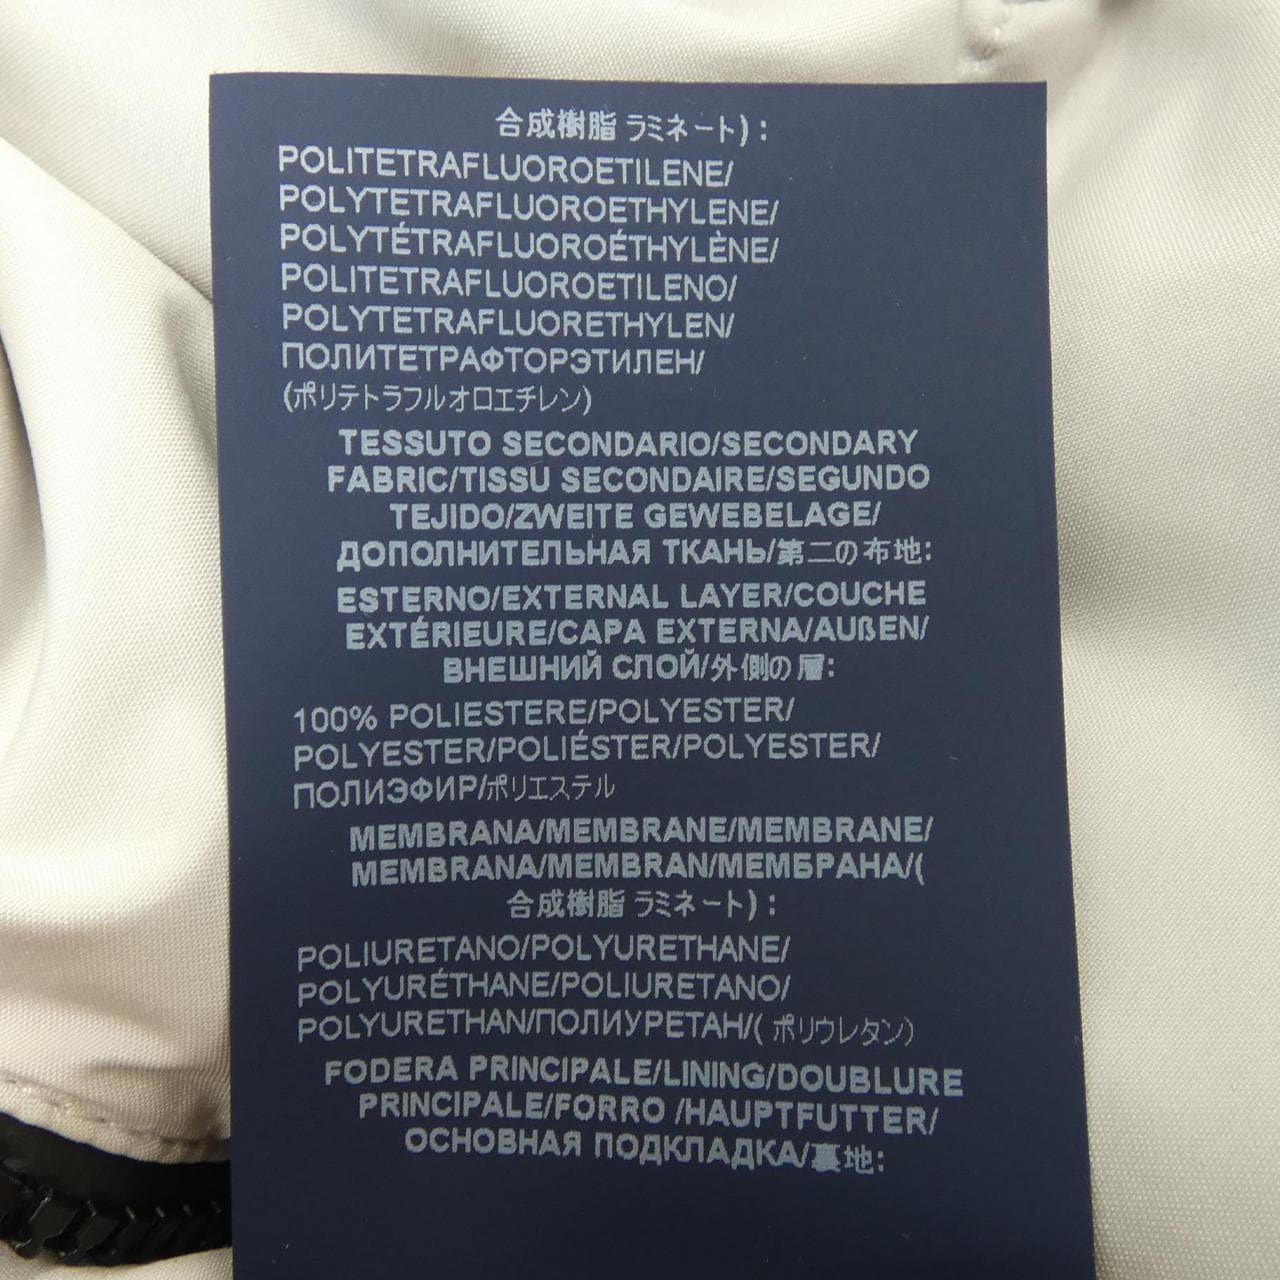 合成樹脂 ラミネート) :
POLITETRAFLUOROETILENE/
POLYTETRAFLUOROETHYLENE/
POLYTÉTRAFLUOROÉTHYLÈNE/
POLITETRAFLUOROETILENO/
POLYTETRAFLUORETHYLEN/
ПОЛИТЕТРАФТОРЭТИЛЕН/
(ポリテトラフルオロエチレン)
TESSUTO SECONDARIO/SECONDARY
FABRIC/TISSU SECONDAIRE/SEGUNDO
TEJIDO/ZWEITE GEWEBELAGE/
ДОПОЛНИТЕЛЬНАЯ ТКАНЬ/第二の布地:
ESTERNO/EXTERNAL LAYER/COUCHE
EXTÉRIEURE/CAPA EXTERNA/AUßEN/
ВНЕШНИЙ СЛОЙ/外側の層:
100% POLIESTERE/POLYESTER/
POLYESTER/POLIÉSTER/POLYESTER/
ПОЛИЭФИР/ポリエステル
MEMBRANA/MEMBRANE/MEMBRANE/
MEMBRANA/MEMBRAN/МЕМБРАНА/(
合成樹脂 ラミネート) :
POLIURETANO/POLYURETHANE/
POLYURÉTHANE/POLIURETANO/
POLYURETHAN/ПОЛИУРЕТАН/( ポリウレタン)
FODERA PRINCIPALE/LINING/DOUBLURE
PRINCIPALE/FORRO /HAUPTFUTTER/
ОСНОВНАЯ ПОДКЛАДКА/裏地: